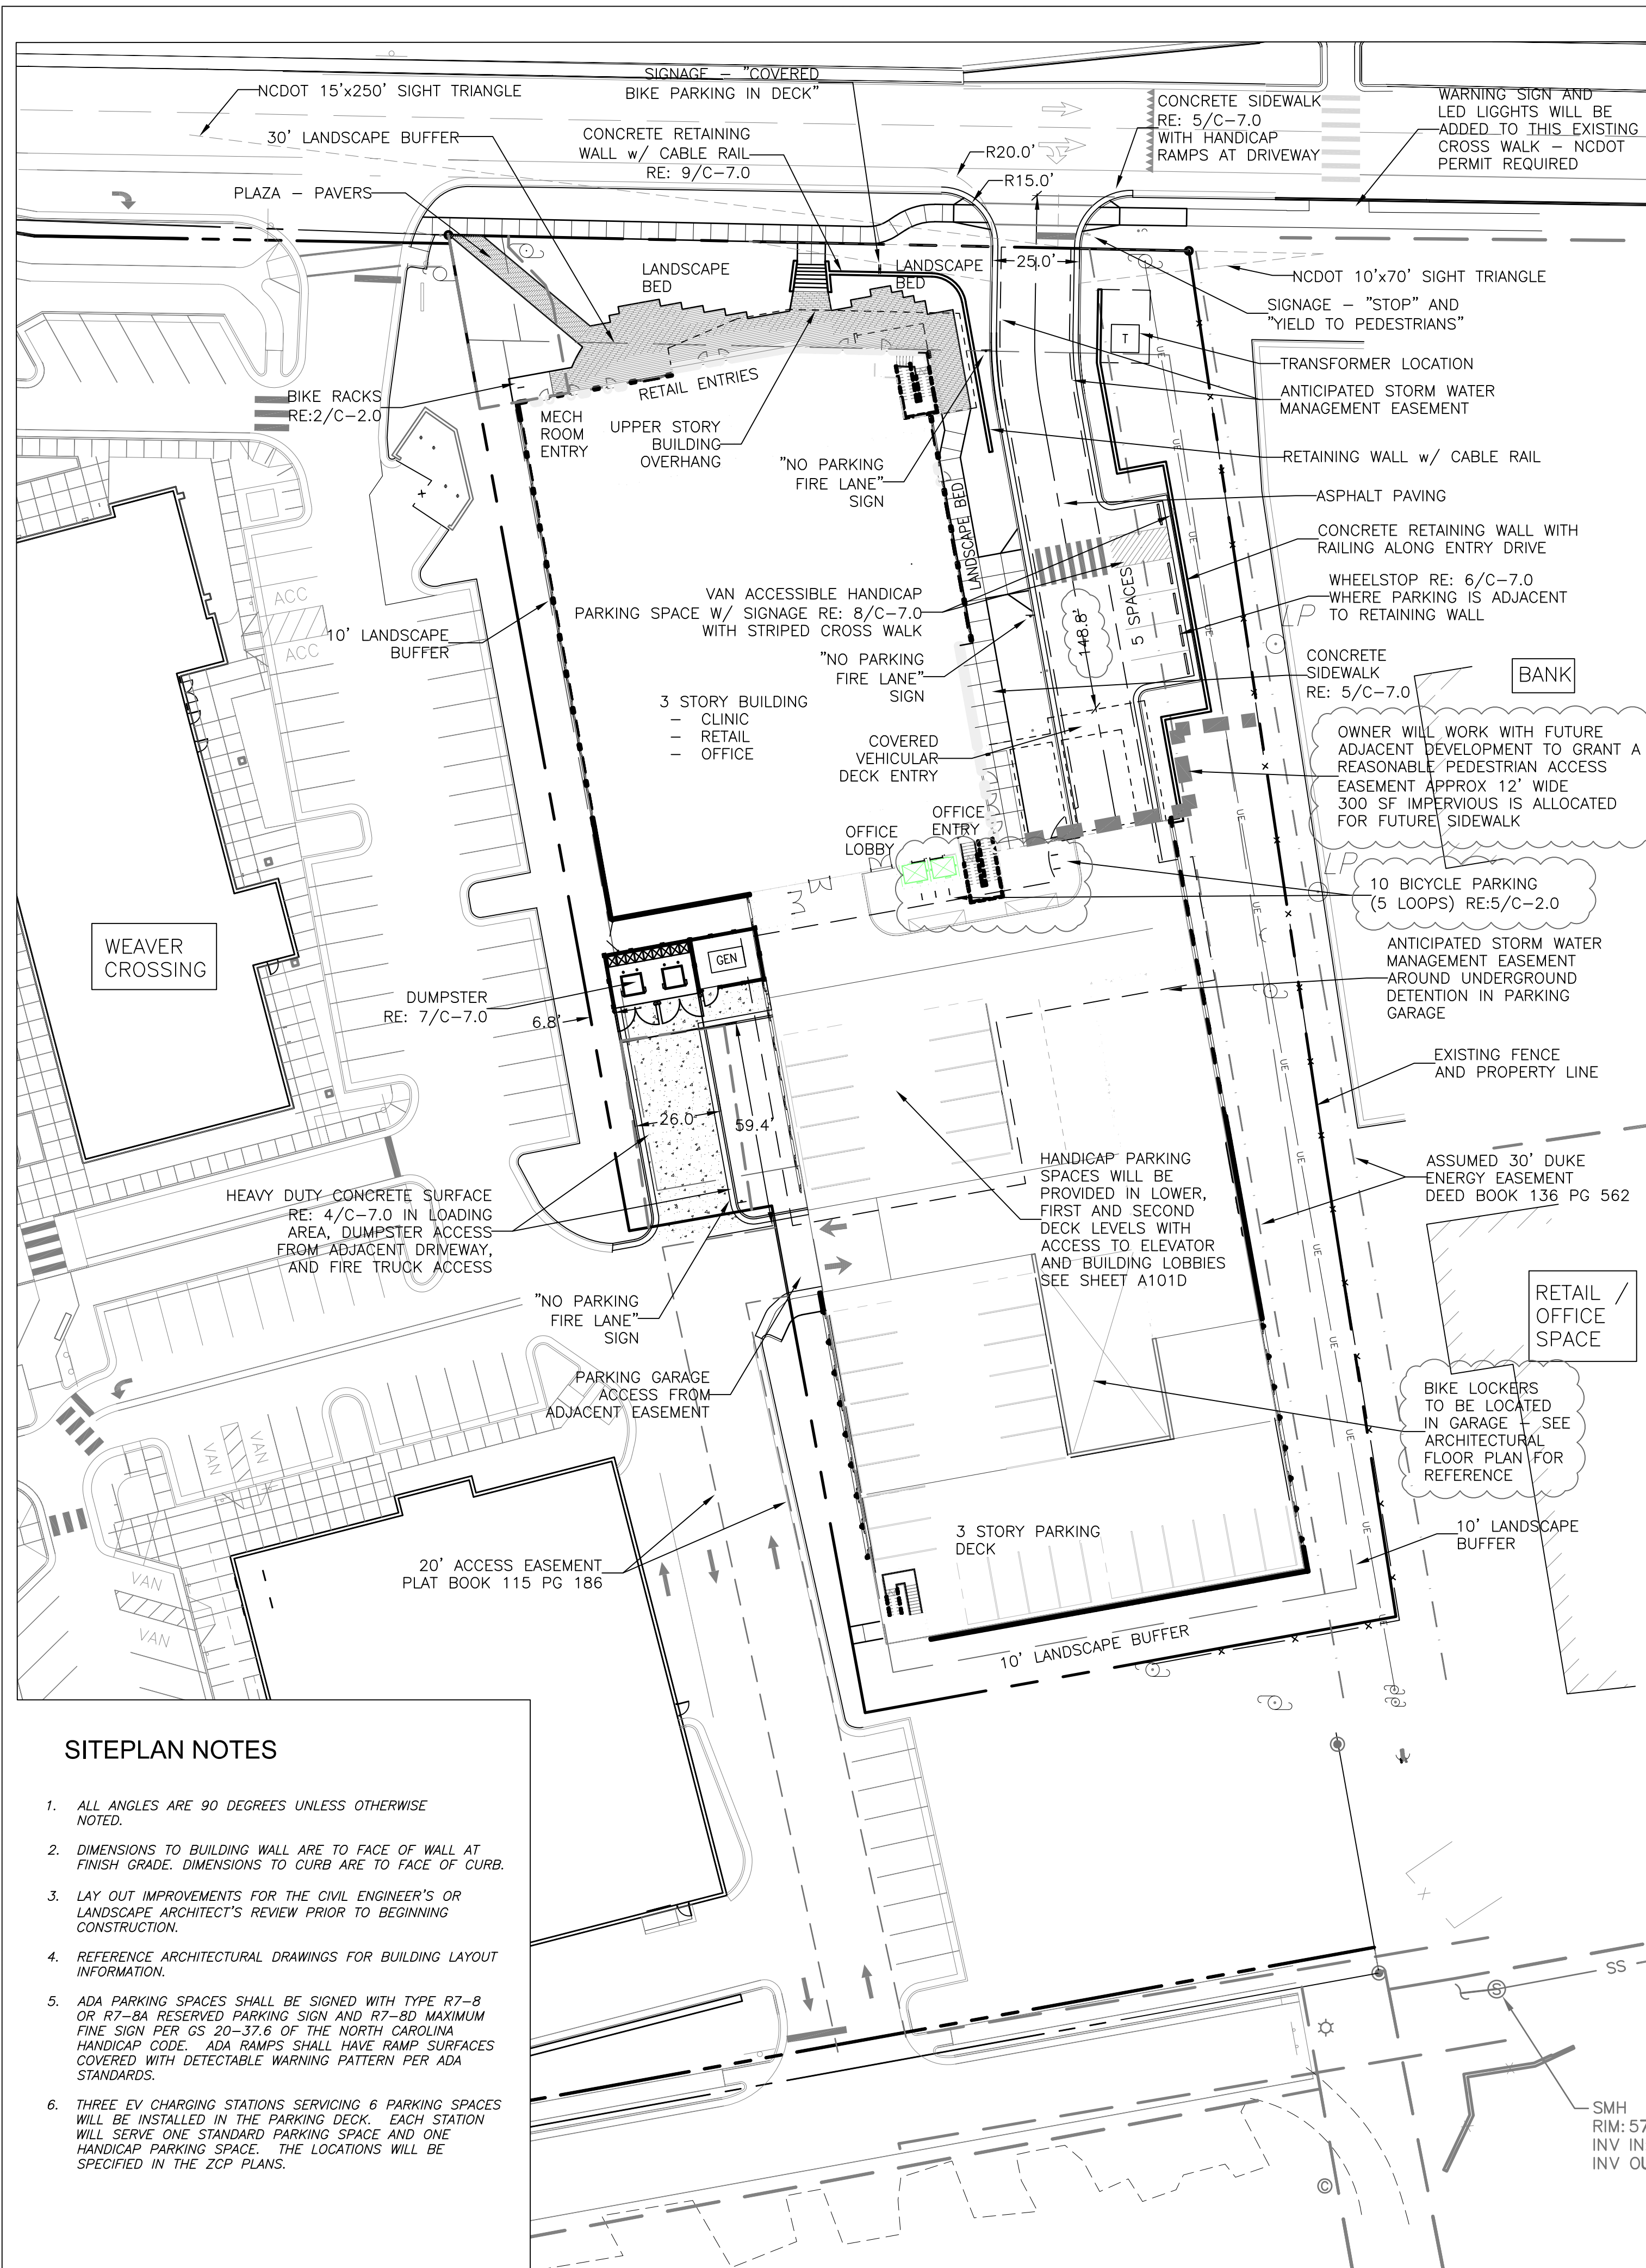 SIGNAGE – "COVERED
BIKE PARKING IN DECK"
NCDOT 15'x250' SIGHT TRIANGLE
30' LANDSCAPE BUFFER
CONCRETE RETAINING
WALL w/ CABLE RAIL
RE: 9/C–7.0
PLAZA – PAVERS
R20.0'
R15.0'
CONCRETE SIDEWALK
RE: 5/C–7.0
WITH HANDICAP
RAMPS AT DRIVEWAY
WARNING SIGN AND
LED LIGGHTS WILL BE
ADDED TO THIS EXISTING
CROSS WALK – NCDOT
PERMIT REQUIRED
LANDSCAPE
BED
LANDSCAPE
BED
25.0'
NCDOT 10'x70' SIGHT TRIANGLE
SIGNAGE – "STOP" AND
"YIELD TO PEDESTRIANS"
T
TRANSFORMER LOCATION
ANTICIPATED STORM WATER
MANAGEMENT EASEMENT
RETAINING WALL w/ CABLE RAIL
ASPHALT PAVING
CONCRETE RETAINING WALL WITH
RAILING ALONG ENTRY DRIVE
WHEELSTOP RE: 6/C–7.0
WHERE PARKING IS ADJACENT
TO RETAINING WALL
BIKE RACKS
RE:2/C–2.0
MECH
ROOM
ENTRY
RETAIL ENTRIES
UPPER STORY
BUILDING
OVERHANG
"NO PARKING
FIRE LANE"
SIGN
LANDSCAPE BED
ACC
ACC
10' LANDSCAPE
BUFFER
VAN ACCESSIBLE HANDICAP
PARKING SPACE W/ SIGNAGE RE: 8/C–7.0
WITH STRIPED CROSS WALK
"NO PARKING
FIRE LANE"
SIGN
148.8'
5 SPACES
LP
CONCRETE
SIDEWALK
RE: 5/C–7.0
BANK
3 STORY BUILDING
– CLINIC
– RETAIL
– OFFICE
COVERED
VEHICULAR
DECK ENTRY
OWNER WILL WORK WITH FUTURE
ADJACENT DEVELOPMENT TO GRANT A
REASONABLE PEDESTRIAN ACCESS
EASEMENT APPROX 12' WIDE
300 SF IMPERVIOUS IS ALLOCATED
FOR FUTURE SIDEWALK
OFFICE
ENTRY
OFFICE
LOBBY
LP
10 BICYCLE PARKING
(5 LOOPS) RE:5/C–2.0
WEAVER
CROSSING
GEN
DUMPSTER
RE: 7/C–7.0
6.8'
ANTICIPATED STORM WATER
MANAGEMENT EASEMENT
AROUND UNDERGROUND
DETENTION IN PARKING
GARAGE
EXISTING FENCE
AND PROPERTY LINE
26.0'
59.4'
HEAVY DUTY CONCRETE SURFACE
RE: 4/C–7.0 IN LOADING
AREA, DUMPSTER ACCESS
FROM ADJACENT DRIVEWAY,
AND FIRE TRUCK ACCESS
HANDICAP PARKING
SPACES WILL BE
PROVIDED IN LOWER,
FIRST AND SECOND
DECK LEVELS WITH
ACCESS TO ELEVATOR
AND BUILDING LOBBIES
SEE SHEET A101D
ASSUMED 30' DUKE
ENERGY EASEMENT
DEED BOOK 136 PG 562
"NO PARKING
FIRE LANE"
SIGN
RETAIL /
OFFICE
SPACE
PARKING GARAGE
ACCESS FROM
ADJACENT EASEMENT
BIKE LOCKERS
TO BE LOCATED
IN GARAGE – SEE
ARCHITECTURAL
FLOOR PLAN FOR
REFERENCE
VAN
VAN
VAN
VAN
20' ACCESS EASEMENT
PLAT BOOK 115 PG 186
3 STORY PARKING
DECK
10' LANDSCAPE
BUFFER
10' LANDSCAPE BUFFER
UE
UE
UE
UE
UE
UE
UE
UE
UE
UE
UE
UE
SITEPLAN NOTES
1. ALL ANGLES ARE 90 DEGREES UNLESS OTHERWISE
NOTED.
2. DIMENSIONS TO BUILDING WALL ARE TO FACE OF WALL AT
FINISH GRADE. DIMENSIONS TO CURB ARE TO FACE OF CURB.
3. LAY OUT IMPROVEMENTS FOR THE CIVIL ENGINEER'S OR
LANDSCAPE ARCHITECT'S REVIEW PRIOR TO BEGINNING
CONSTRUCTION.
4. REFERENCE ARCHITECTURAL DRAWINGS FOR BUILDING LAYOUT
INFORMATION.
5. ADA PARKING SPACES SHALL BE SIGNED WITH TYPE R7–8
OR R7–8A RESERVED PARKING SIGN AND R7–8D MAXIMUM
FINE SIGN PER GS 20–37.6 OF THE NORTH CAROLINA
HANDICAP CODE. ADA RAMPS SHALL HAVE RAMP SURFACES
COVERED WITH DETECTABLE WARNING PATTERN PER ADA
STANDARDS.
6. THREE EV CHARGING STATIONS SERVICING 6 PARKING SPACES
WILL BE INSTALLED IN THE PARKING DECK. EACH STATION
WILL SERVE ONE STANDARD PARKING SPACE AND ONE
HANDICAP PARKING SPACE. THE LOCATIONS WILL BE
SPECIFIED IN THE ZCP PLANS.
SS
S
SMH
RIM: 57
INV IN
INV OU
C